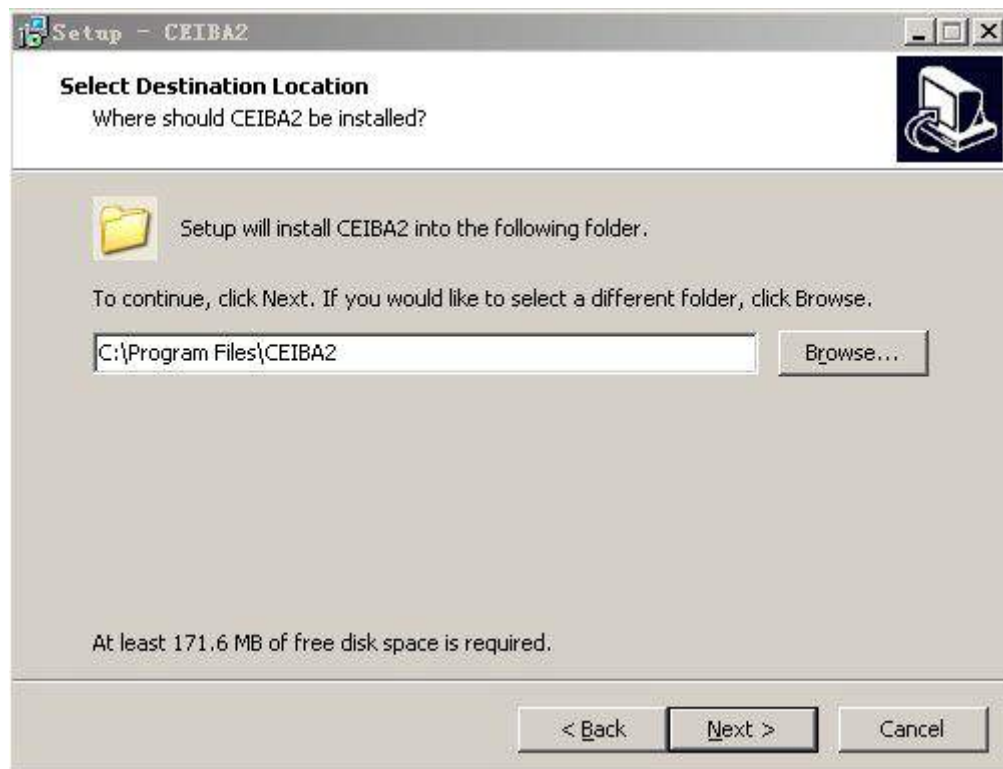 Setup - CEIBA2
Select Destination Location
Where should CEIBA2 be installed?
Setup will install CEIBA2 into the following folder.
To continue, click Next. If you would like to select a different folder, click Browse.
C:\Program Files\CEIBA2
Browse...
At least 171.6 MB of free disk space is required.
< Back
Next >
Cancel